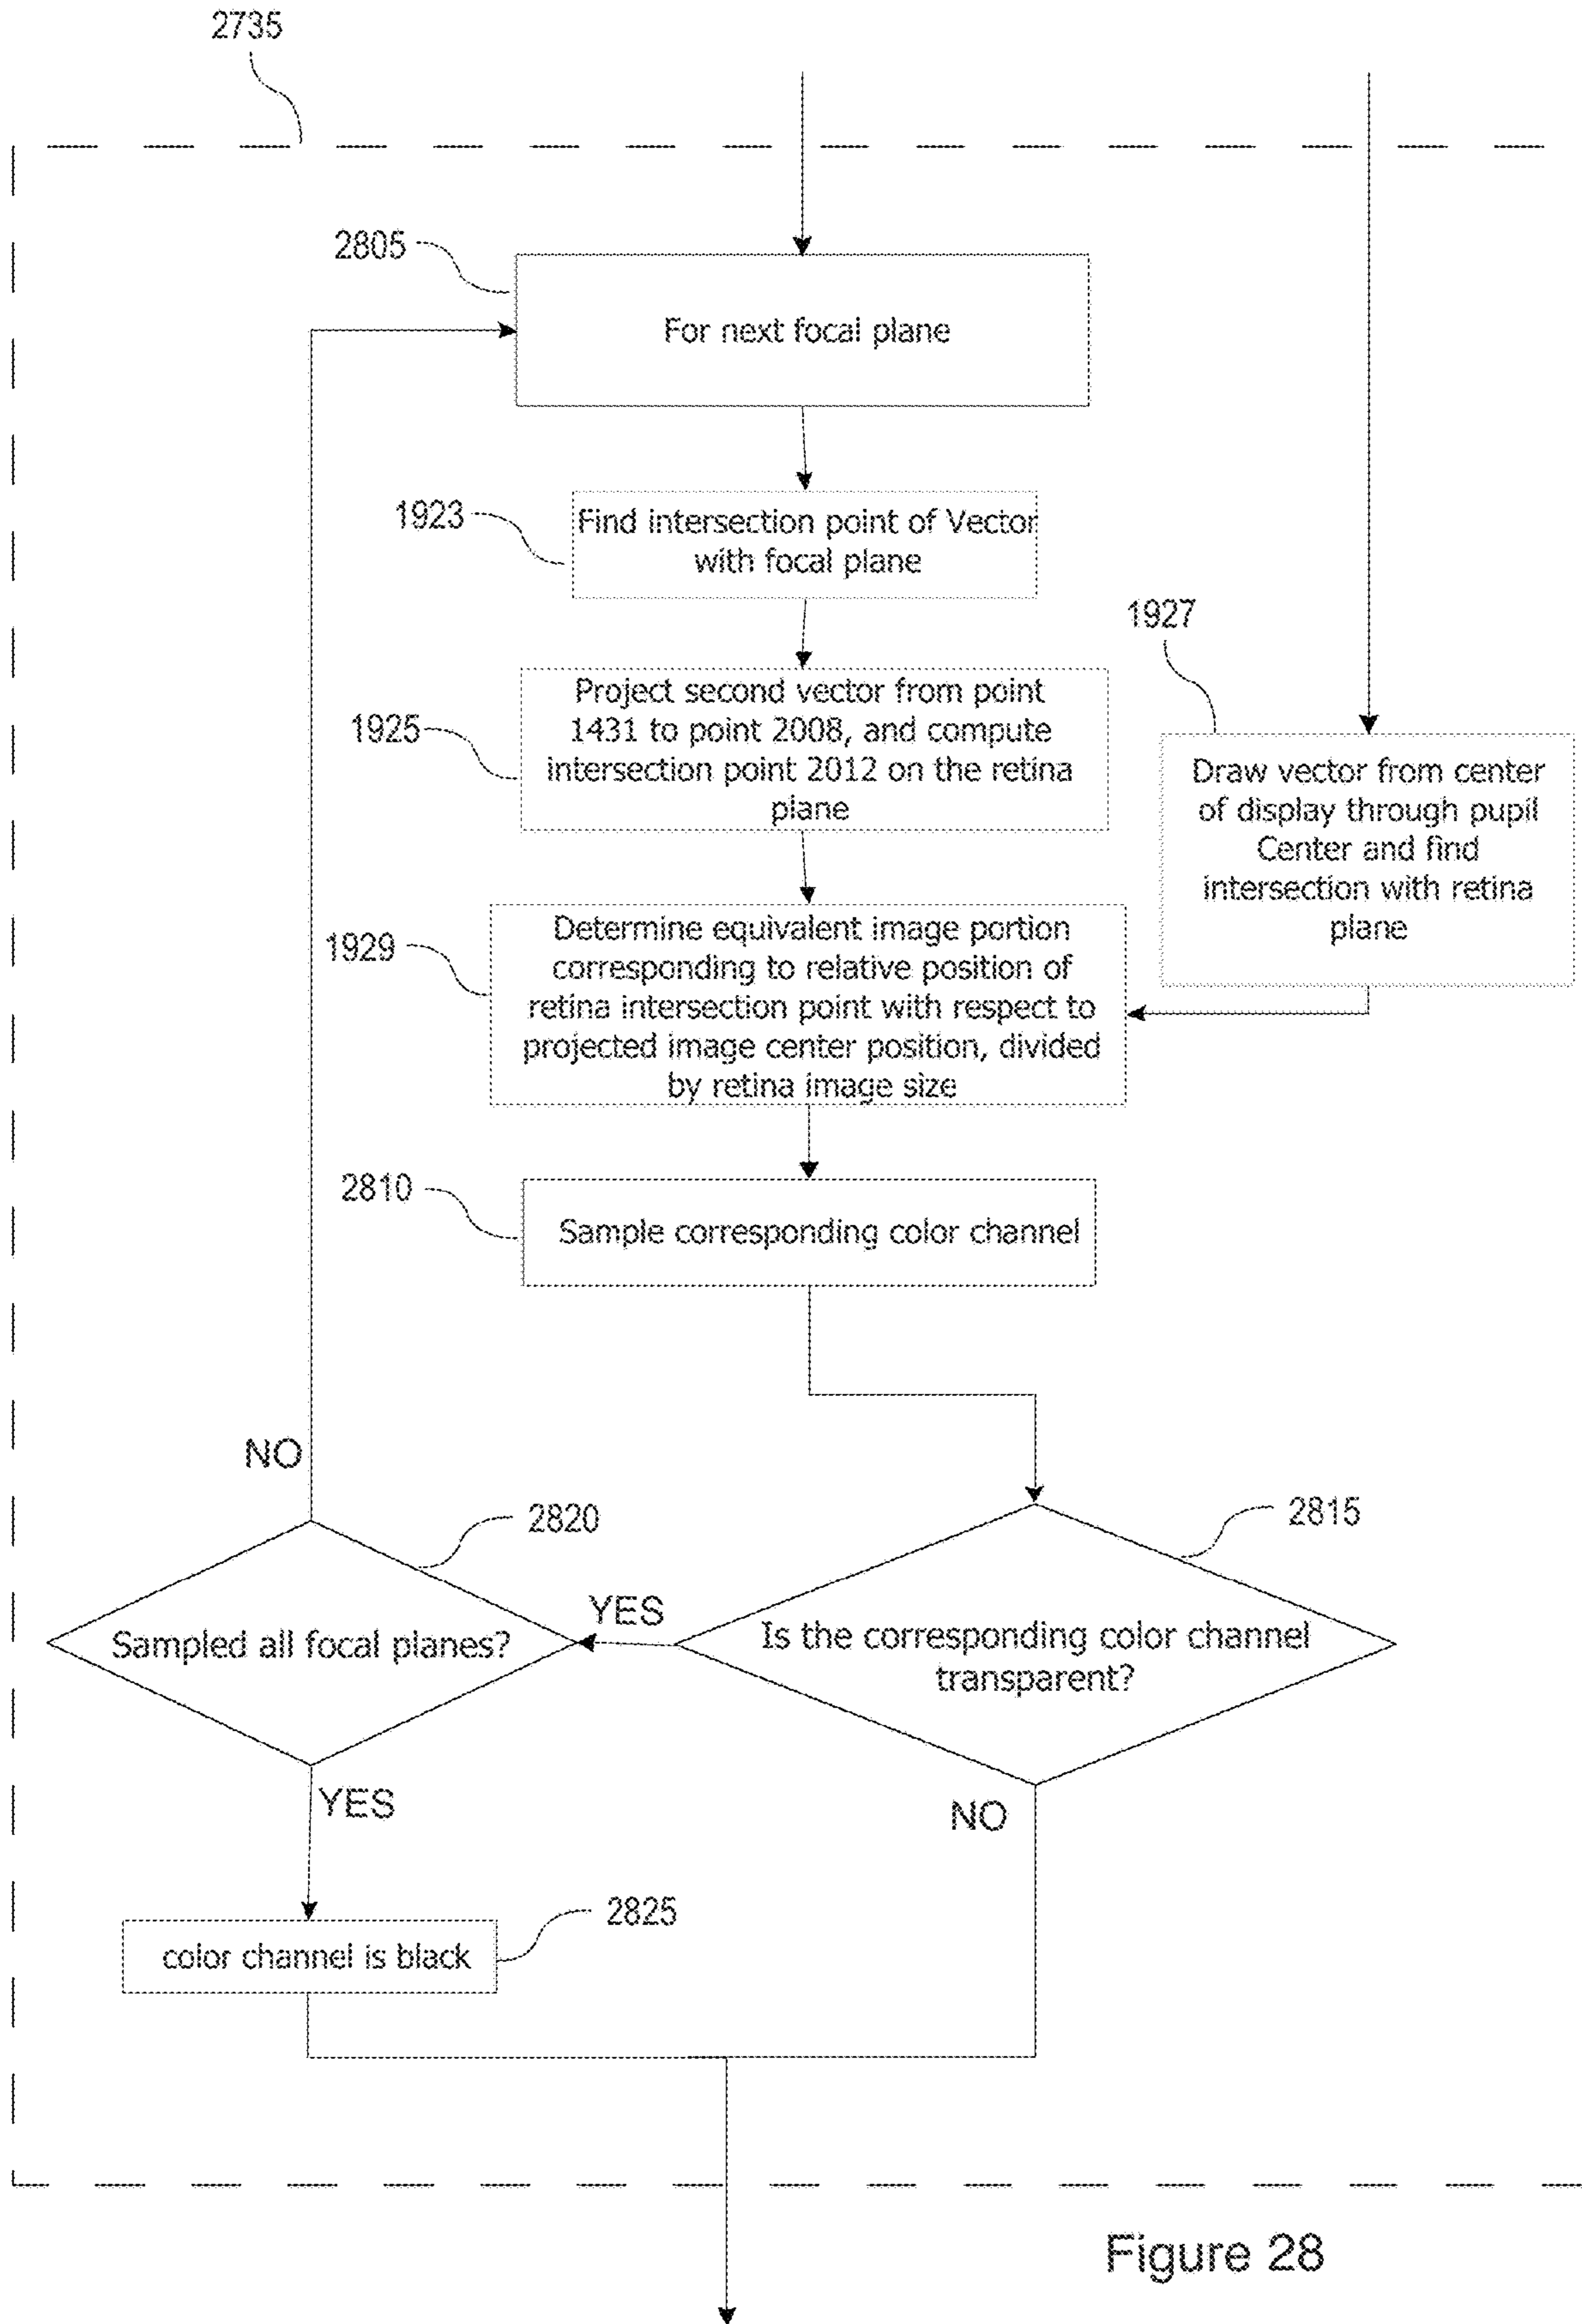 2735
2805
For next focal plane
1923
Find intersection point of Vector
with focal plane
1927
1925
Project second vector from point
1431 to point 2008, and compute
intersection point 2012 on the retina
plane
Draw vector from center
of display through pupil
Center and find
intersection with retina
plane
1929
Determine equivalent image portion
corresponding to relative position of
retina intersection point with respect to
projected image center position, divided
by retina image size
2810
Sample corresponding color channel
NO
2820
2815
YES
Sampled all focal planes?
Is the corresponding color channel
transparent?
YES
NO
2825
color channel is black
Figure 28